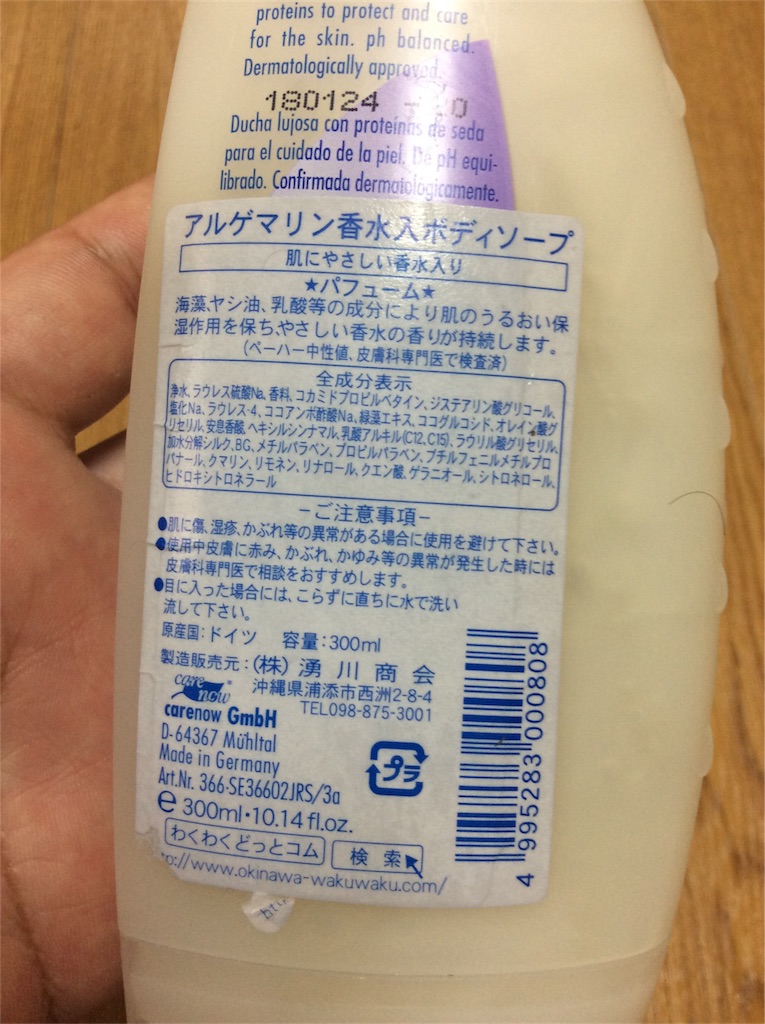 proteins to protect and care
for the skin. ph balanced.
Dermatologically approved.
180124
Ducha lujosa con proteínas de seda
para el cuidado de la piel. De pH equi-
librado. Confirmada dermatologicamente.
アルゲマリン香水入ボディソープ
肌にやさしい香水入り
★パフューム★
海藻、ヤシ油、乳酸等の成分により肌のうるおい保
湿作用を保ち、やさしい香水の香りが持続します。
(ペーハー中性値、皮膚科専門医で検査済)
全成分表示
浄水、ラウレス硫酸Na、香料、コカミドプロピルベタイン、ジステアリン酸グリコール、
塩化Na、ラウレス-4、ココアンポ酢酸Na、緑藻エキス、ココグルコシド、オレイン酸グ
リセリル、安息香酸、ヘキシルシンナマル、乳酸アルキル(C12,C15)、ラウリル酸グリセリル、
加水分解シルク、BG、メチルパラベン、プロピルパラベン、ブチルフェニルメチルプロ
パナール、クマリン、リモネン、リナロール、クエン酸、ゲラニオール、シトロネロール、
ヒドロキシトロネラール
-ご注意事項-
●肌に傷、湿疹、かぶれ等の異常がある場合に使用を避けて下さい。
●使用中皮膚に赤み、かぶれ、かゆみ等の異常が発生した時には
皮膚科専門医で相談をおすすめします。
●目に入った場合には、こらずに直ちに水で洗い
流して下さい。
原産国:ドイツ 容量:300ml
製造販売元:(株)湧川商会
沖縄県浦添市西洲2-8-4
TEL098-875-3001
care now
carenow GmbH
D-64367 Mühltal
Made in Germany
Art.Nr. 366-SE36602JRS/3a
e 300ml・10.14fl.oz.
プラ
わくわくどっとコム 検索
://www.okinawa-wakuwaku.com/
4 995283 000808